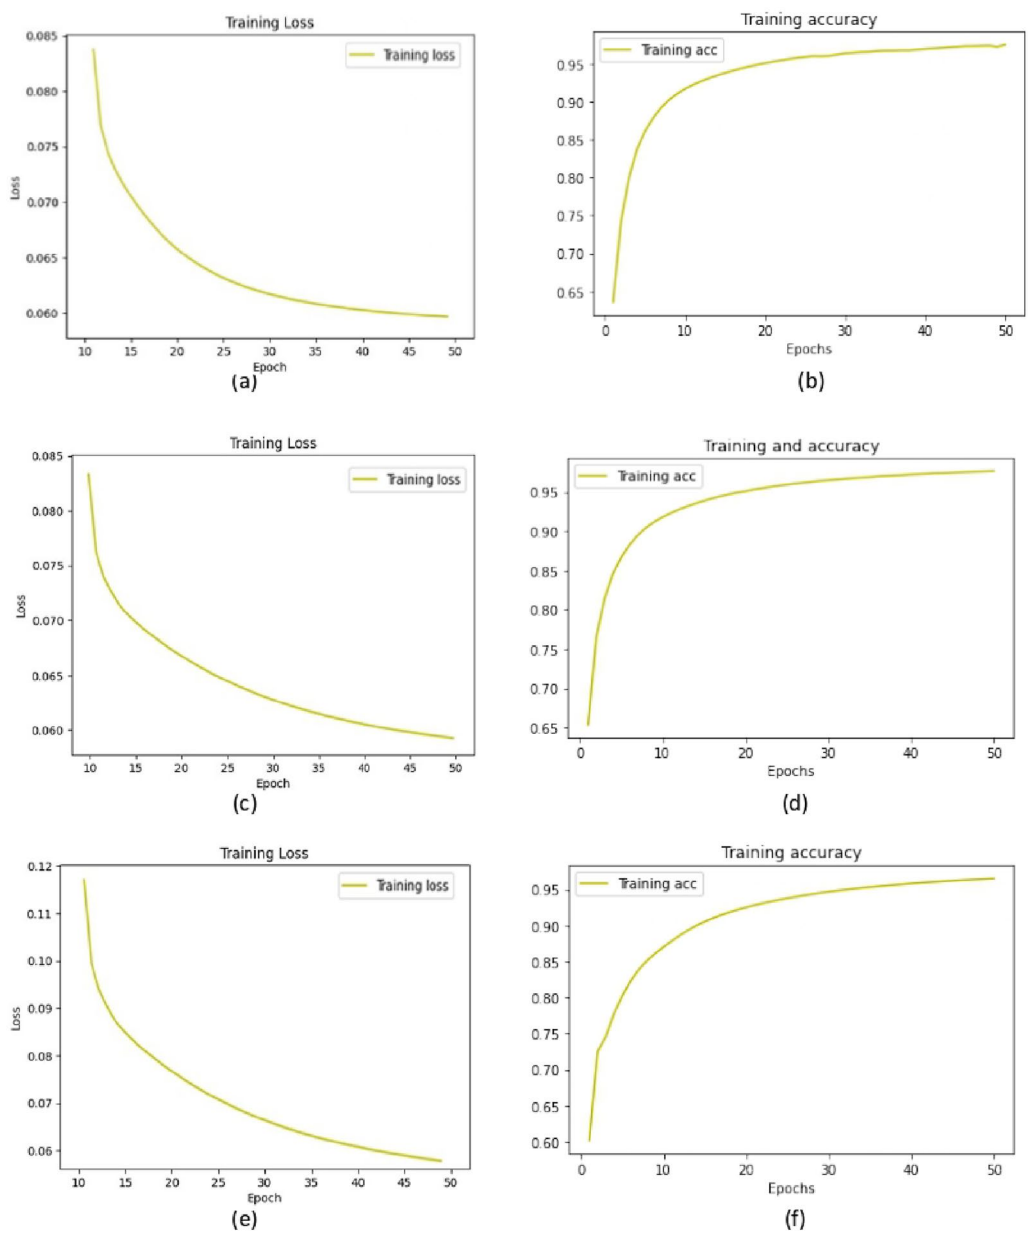 Training Loss
Training loss
0.085
0.080
0.075
0.070
0.065
0.060
Loss
10 15 20 25 30 35 40 45 50
Epoch
(a)
Training accuracy
Training acc
0.95
0.90
0.85
0.80
0.75
0.70
0.65
0 10 20 30 40 50
Epochs
(b)
Training Loss
Training loss
0.085
0.080
0.075
0.070
0.065
0.060
Loss
10 15 20 25 30 35 40 45 50
Epoch
(c)
Training and accuracy
Training acc
0.95
0.90
0.85
0.80
0.75
0.70
0.65
0 10 20 30 40 50
Epochs
(d)
Training Loss
Training loss
0.12
0.11
0.10
0.09
0.08
0.07
0.06
Loss
10 15 20 25 30 35 40 45 50
Epoch
(e)
Training accuracy
Training acc
0.95
0.90
0.85
0.80
0.75
0.70
0.65
0.60
0 10 20 30 40 50
Epochs
(f)